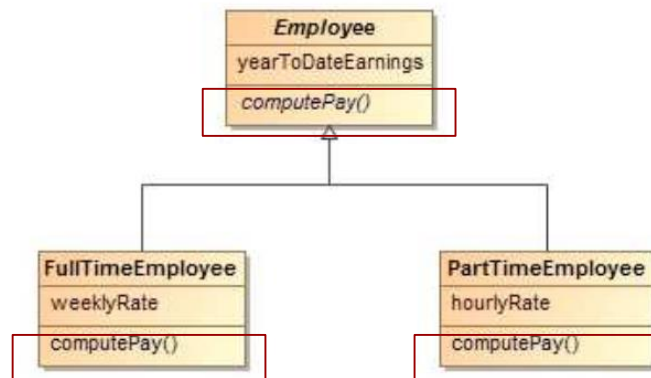 Employee
yearToDateEarnings
computePay()
FullTimeEmployee
weeklyRate
computePay()
PartTimeEmployee
hourlyRate
computePay()